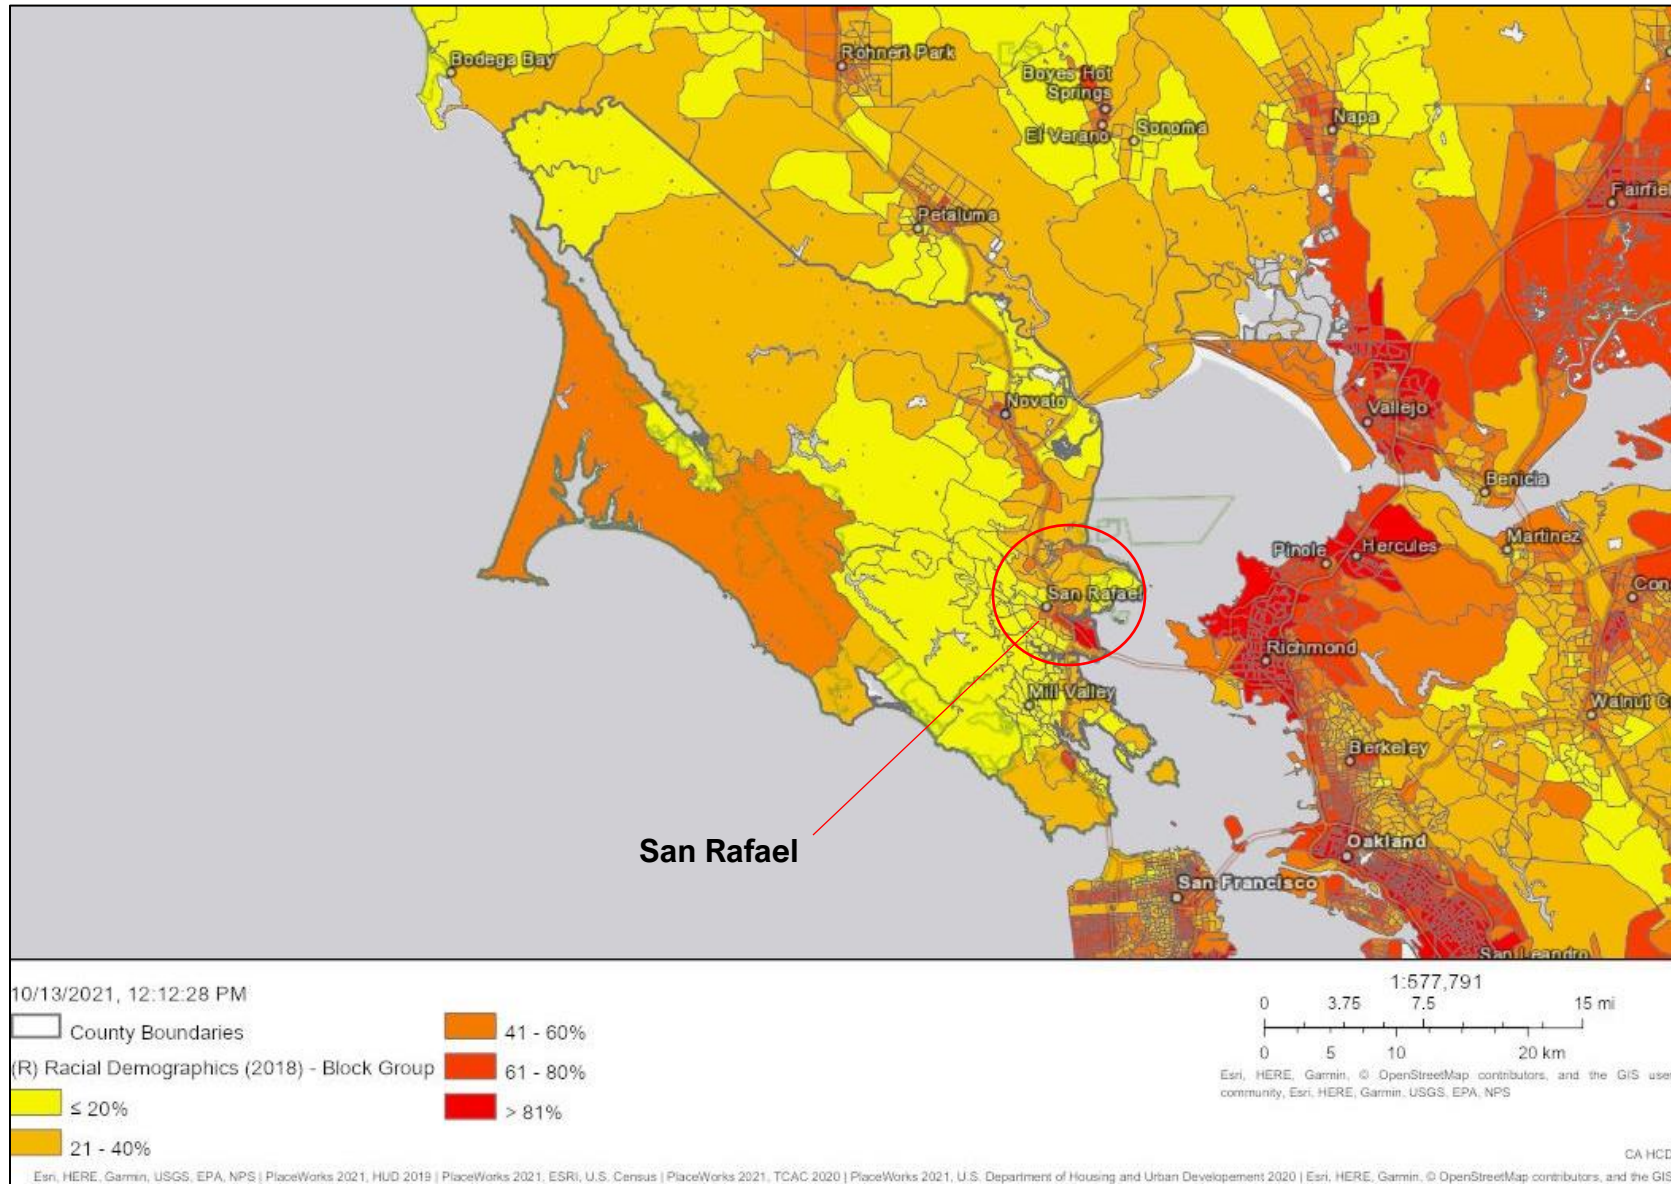 Bodega Bay
Rohnert Park
Boyes Hot
Springs
El Verano
Sonoma
Napa
Fairfiel
Petaluma
Novato
Vallejo
Benicia
Martinez
Pinole
Hercules
Con
San Rafael
Richmond
Mill Valley
Walnut C
Berkeley
San Rafael
Oakland
San Francisco
San Leandro
10/13/2021, 12:12:28 PM
County Boundaries
(R) Racial Demographics (2018) - Block Group
≤ 20%
21 - 40%
41 - 60%
61 - 80%
> 81%
1:577,791
0 3.75 7.5 15 mi
0 5 10 20 km
Esri, HERE, Garmin, © OpenStreetMap contributors, and the GIS user
community, Esri, HERE, Garmin, USGS, EPA, NPS
CA HCD
Esri, HERE, Garmin, USGS, EPA, NPS | PlaceWorks 2021, HUD 2019 | PlaceWorks 2021, ESRI, U.S. Census | PlaceWorks 2021, TCAC 2020 | PlaceWorks 2021, U.S. Department of Housing and Urban Developement 2020 | Esri, HERE, Garmin, © OpenStreetMap contributors, and the GIS